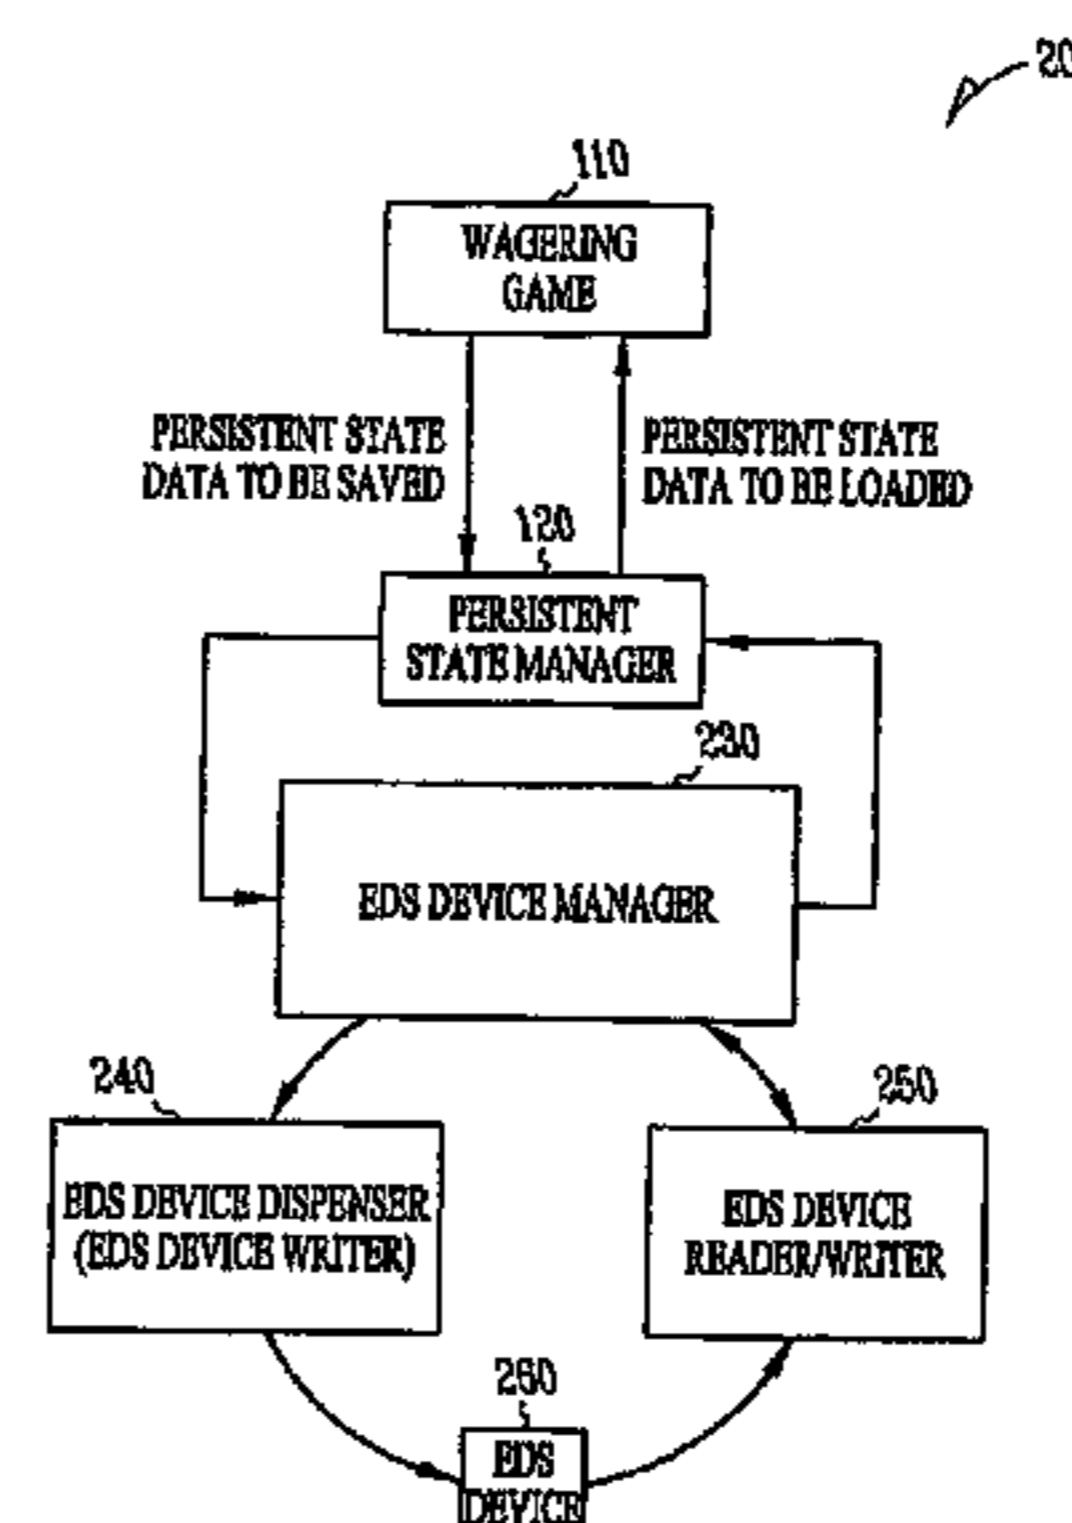 110
WAGERING
GAME
PERSISTENT STATE
DATA TO BE SAVED
PERSISTENT STATE
DATA TO BE LOADED
120
PERSISTENT
STATE MANAGER
230
EDS DEVICE MANAGER
240
EDS DEVICE DISPENSER
(EDS DEVICE WRITER)
250
EDS DEVICE
READER/WRITER
260
EDS
DEVICE